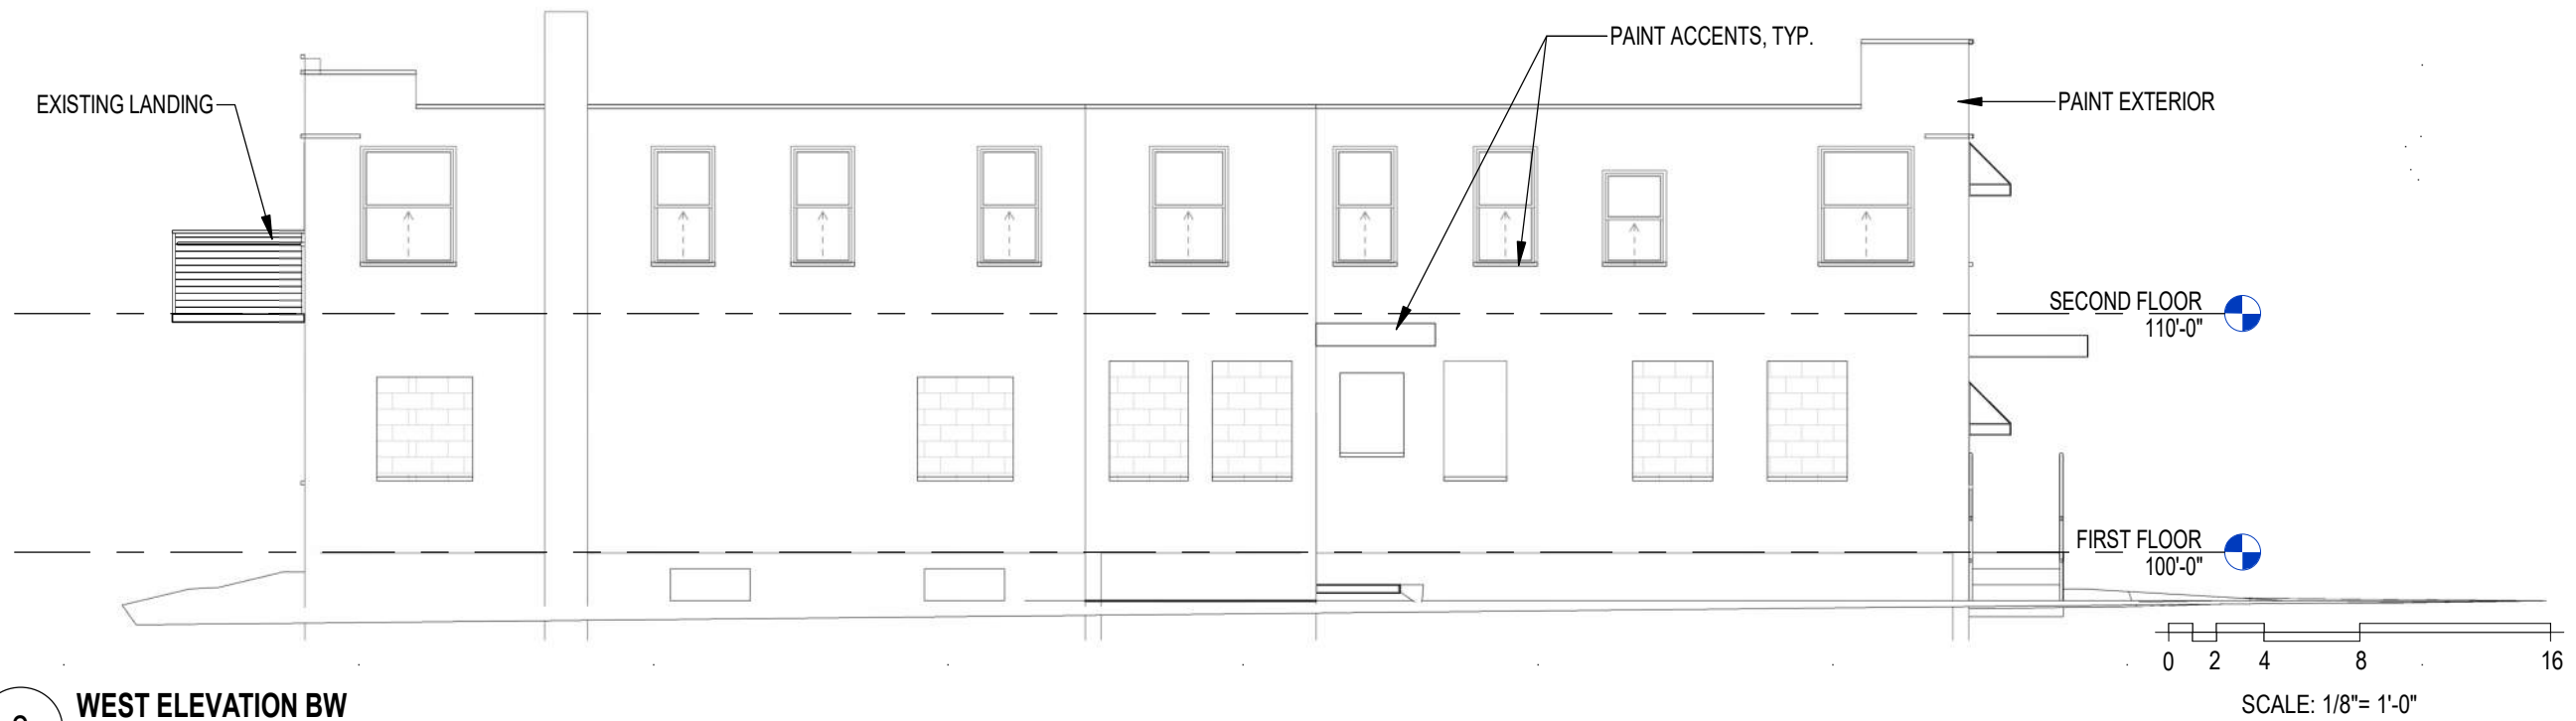 PAINT ACCENTS, TYP.
EXISTING LANDING
PAINT EXTERIOR
SECOND FLOOR
110'-0"
FIRST FLOOR
100'-0"
0 2 4 8 16
WEST ELEVATION BW
SCALE: 1/8"= 1'-0"